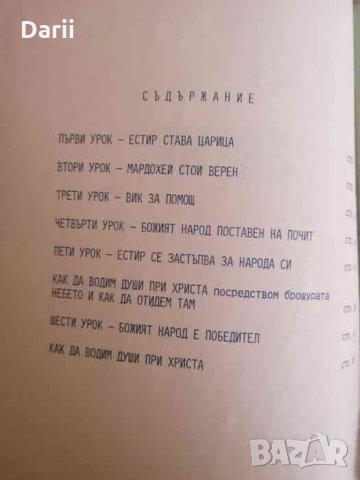 Darii
СЪДЪРЖАНИЕ
ПЪРВИ УРОК – ЕСТИР СТАВА ЦАРИЦА
ВТОРИ УРОК – МАРДОХЕЙ СТОИ ВЕРЕН
ТРЕТИ УРОК – ВИК ЗА ПОМОЩ
ЧЕТВЪРТИ УРОК – БОЖИЯТ НАРОД ПОСТАВЕН НА ПОЧИТ
ПЕТИ УРОК – ЕСТИР СЕ ЗАСТЪПВА ЗА НАРОДА СИ
КАК ДА ВОДИМ ДУШИ ПРИ ХРИСТА посредством брошурата
НЕБЕТО И КАК ДА ОТИДЕМ ТАМ
ШЕСТИ УРОК – БОЖИЯТ НАРОД Е ПОБЕДИТЕЛ
КАК ДА ВОДИМ ДУШИ ПРИ ХРИСТА
BAZAR
bg